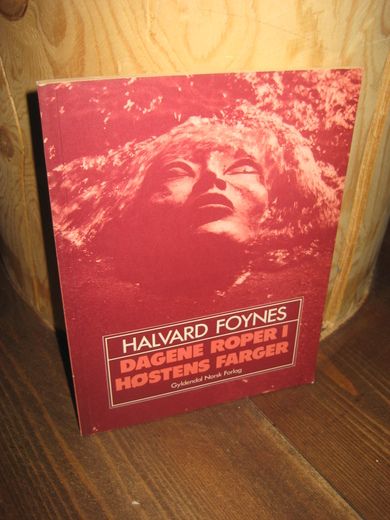 HALVARD FOYNES
DAGENE ROPER I
HØSTENS FARGER
Gyldendal Norsk Forlag